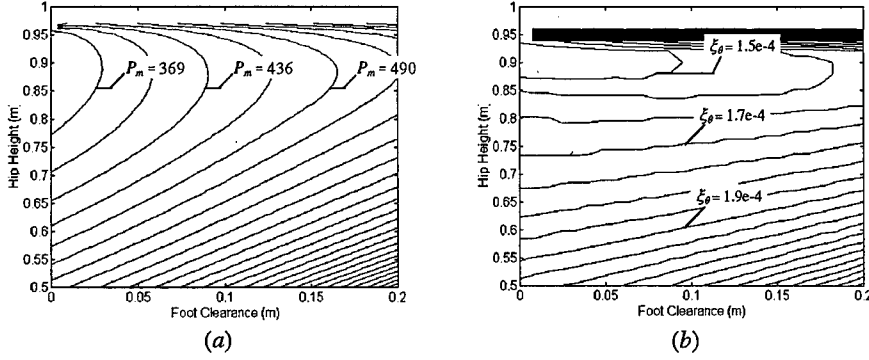 1
0.95
0.9
0.85
0.8
0.75
0.7
0.65
0.6
0.55
0.5
Hip Height (m)
P_m = 369
P_m = 436
P_m = 490
0
0.05
0.1
0.15
0.2
Foot Clearance (m)
(a)
1
0.95
0.9
0.85
0.8
0.75
0.7
0.65
0.6
0.55
0.5
Hip Height (m)
ξ_θ = 1.5e-4
ξ_θ = 1.7e-4
ξ_θ = 1.9e-4
0
0.05
0.1
0.15
0.2
Foot Clearance (m)
(b)